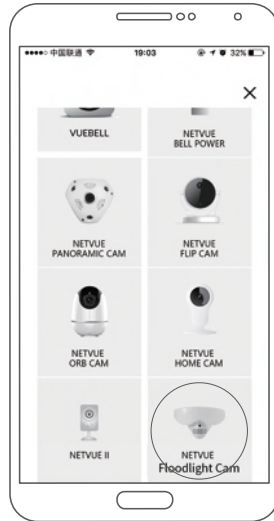 中国联通 19:03 32%
VUEBELL
NETVUE
BELL POWER
NETVUE
PANORAMIC CAM
NETVUE
FLIP CAM
NETVUE
ORB CAM
NETVUE
HOME CAM
NETVUE II
NETVUE
Floodlight Cam